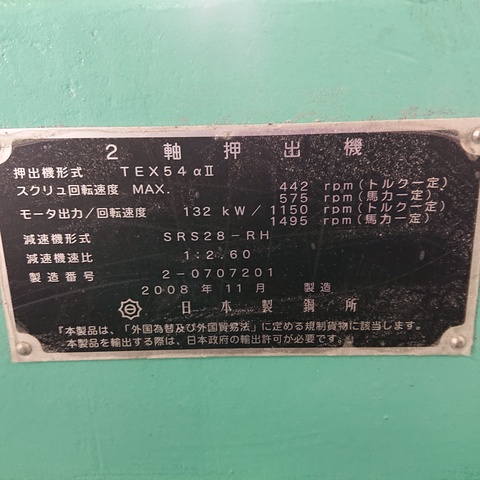 2軸押出機
押出機形式 TEX54αII
スクリュ回転速度 MAX. 442 rpm(トルク一定)
575 rpm(馬力一定)
モータ出力/回転速度 132 kW/1150 rpm(トルク一定)
1495 rpm(馬力一定)
減速機形式 SRS28-RH
減速機速比 1:2.60
製造番号 2-0707201
2008年11月 製造
日本製鋼所
「本製品は、「外国為替及び外国貿易法」に定める規制貨物に該当します。
本製品を輸出する際は、日本政府の輸出許可が必要です。